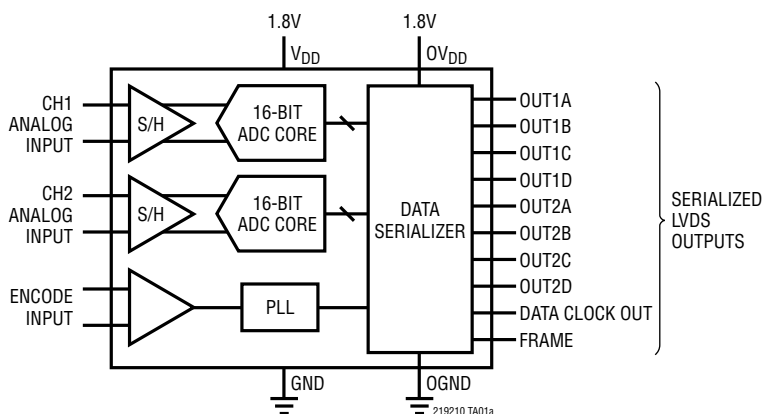 1.8V
1.8V
VDD
OVDD
CH1
ANALOG
INPUT
S/H
16-BIT
ADC CORE
CH2
ANALOG
INPUT
S/H
16-BIT
ADC CORE
ENCODE
INPUT
PLL
DATA
SERIALIZER
OUT1A
OUT1B
OUT1C
OUT1D
OUT2A
OUT2B
OUT2C
OUT2D
DATA CLOCK OUT
FRAME
SERIALIZED
LVDS
OUTPUTS
GND
OGND
219210 TA01a